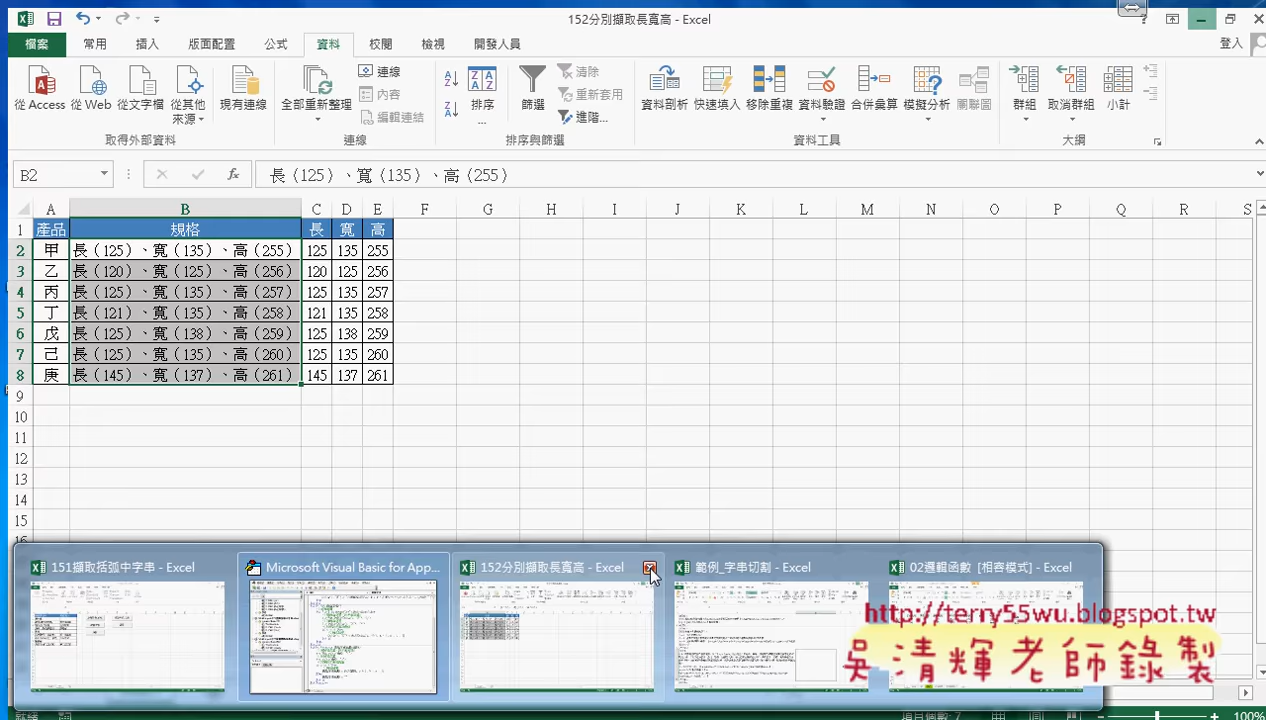 152分別擷取長寬高 - Excel
檔案 常用 插入 版面配置 公式 資料 校閱 檢視 開發人員 登入
從 Access 從 Web 從文字檔 從其他來源 現有連線 全部重新整理 連線 內容 編輯連結 排序... 篩選 清除 重新套用 進階... 資料剖析 快速填入 移除重複 資料驗證 合併彙算 模擬分析 關聯圖 群組 取消群組 小計
取得外部資料 連線 排序與篩選 資料工具 大綱
B2 fx 長（125）、寬（135）、高（255）
A B C D E F G H I J K L M N O P Q R S
1 產品 規格 長 寬 高
2 甲 長（125）、寬（135）、高（255） 125 135 255
3 乙 長（120）、寬（125）、高（256） 120 125 256
4 丙 長（125）、寬（135）、高（257） 125 135 257
5 丁 長（121）、寬（135）、高（258） 121 135 258
6 戊 長（125）、寬（138）、高（259） 125 138 259
7 己 長（125）、寬（135）、高（260） 125 135 260
8 庚 長（145）、寬（137）、高（261） 145 137 261
9
10
11
12
13
14
15
151擷取括弧中字串 - Excel Microsoft Visual Basic for App... 152分別擷取長寬高 - Excel 範例_字串切割 - Excel 02邏輯函數 [相容模式] - Excel
http://terry55wu.blogspot.tw
吳清輝老師錄製
100%